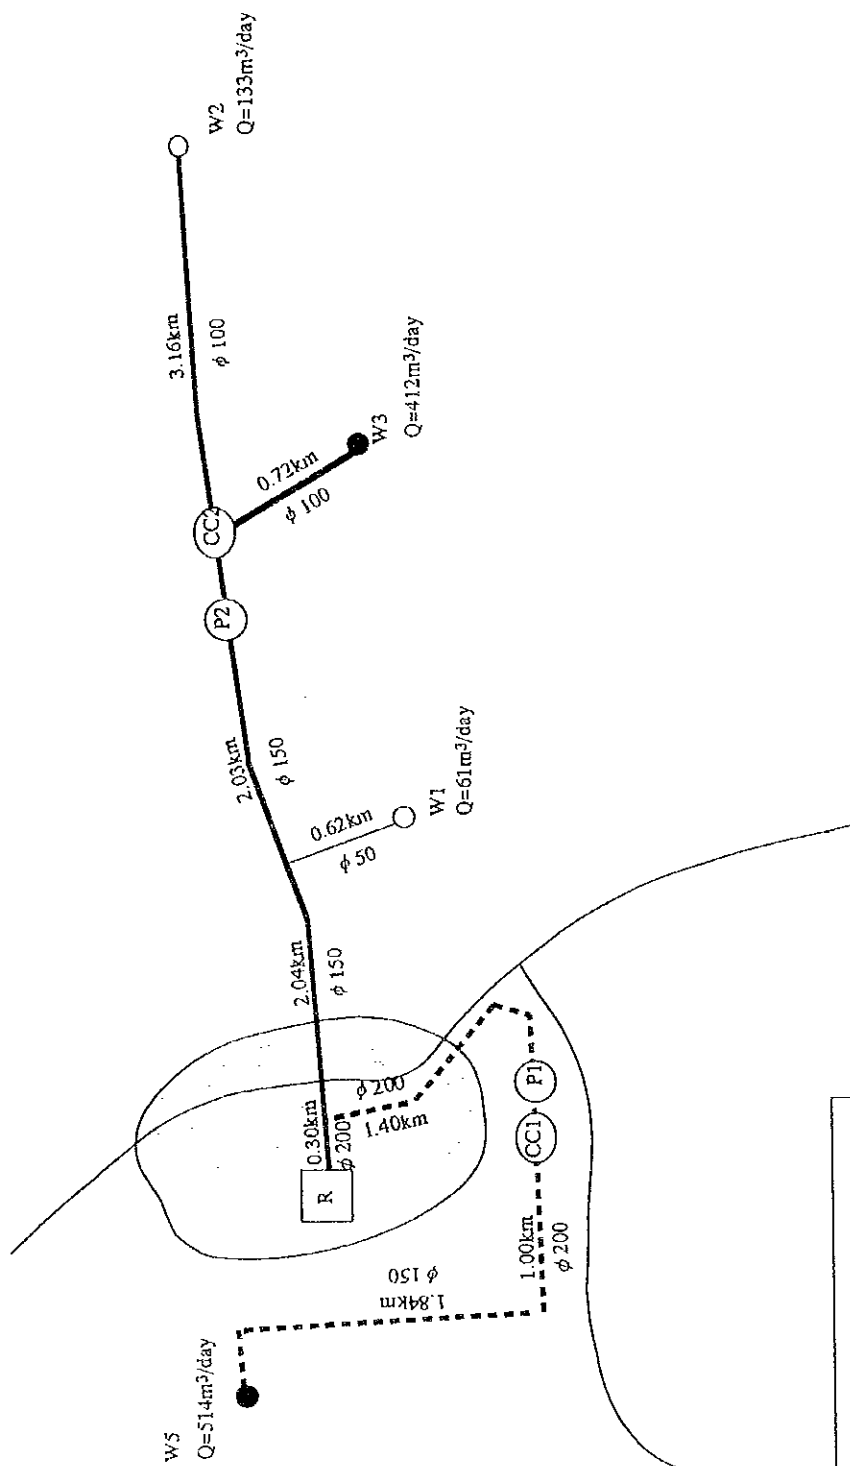 W2
Q=133m³/day
3.16km
φ 100
CC2
0.72km
φ 100
W3
Q=412m³/day
P2
2.03km
φ 150
0.62km
φ 50
W1
Q=61m³/day
2.04km
φ 150
0.30km
φ 200
R
φ 200
1.40km
P1
CC1
1.00km
φ 200
1.84km
φ 150
W5
Q=514m³/day